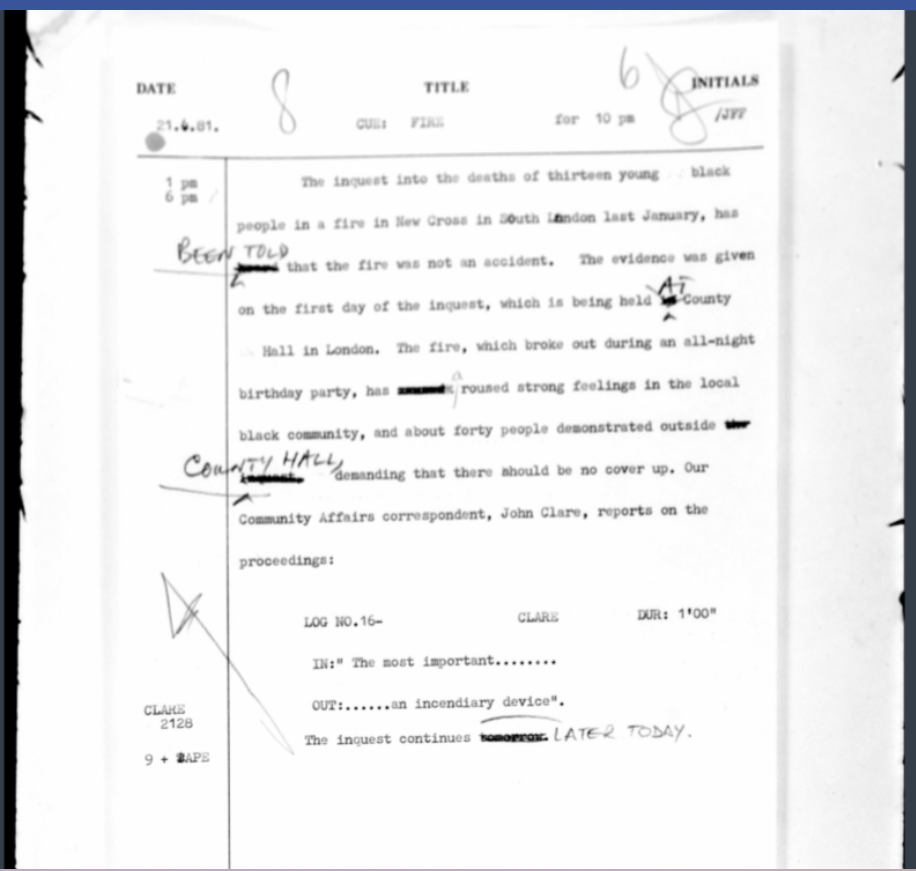 DATE 8 TITLE 6 8 INITIALS
21.4.81. CUE: FIRE for 10 pm /JFF
1 pm
6 pm
The inquest into the deaths of thirteen young black
people in a fire in New Cross in South London last January, has
BEEN TOLD
that the fire was not an accident. The evidence was given
AT
on the first day of the inquest, which is being held County
Hall in London. The fire, which broke out during an all-night
birthday party, has aroused strong feelings in the local
black community, and about forty people demonstrated outside the
COUNTY HALL,
inquest. demanding that there should be no cover up. Our
Community Affairs correspondent, John Clare, reports on the
proceedings:
LOG NO.16- CLARE DUR: 1'00"
IN:" The most important........
OUT:......an incendiary device".
CLARE
2128
The inquest continues tomorrow. LATER TODAY.
9 + TAPE